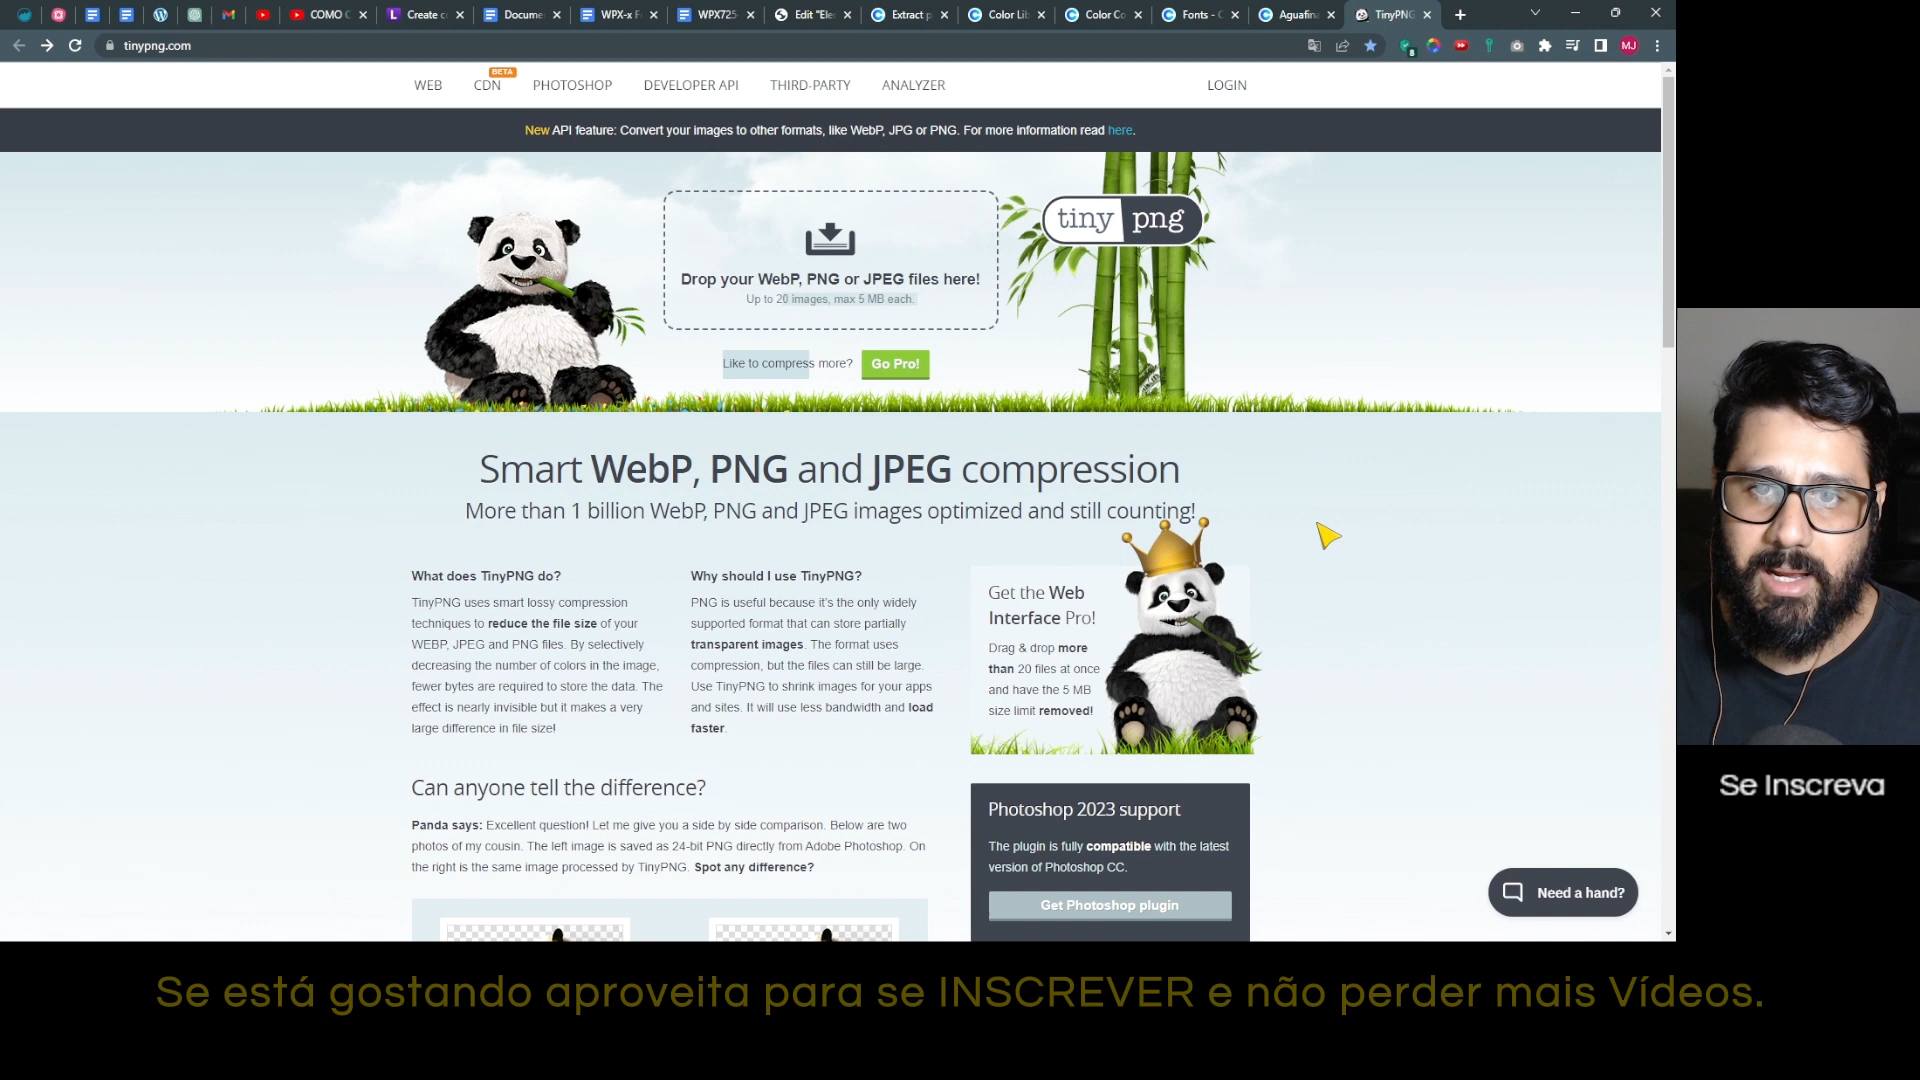 COMO C
Create c
Docume
WPX-x F
WPX725
Edit "Ele
Extract p
Color Lib
Color Co
Fonts - C
Aguafina
TinyPNG
tinypng.com
8
MJ
WEB
CDN
BETA
PHOTOSHOP
DEVELOPER API
THIRD-PARTY
ANALYZER
LOGIN
New API feature: Convert your images to other formats, like WebP, JPG or PNG. For more information read here.
tiny png
Drop your WebP, PNG or JPEG files here!
Up to 20 images, max 5 MB each.
Like to compress more?
Go Pro!
Smart WebP, PNG and JPEG compression
More than 1 billion WebP, PNG and JPEG images optimized and still counting!
What does TinyPNG do?
TinyPNG uses smart lossy compression
techniques to reduce the file size of your
WEBP, JPEG and PNG files. By selectively
decreasing the number of colors in the image,
fewer bytes are required to store the data. The
effect is nearly invisible but it makes a very
large difference in file size!
Why should I use TinyPNG?
PNG is useful because it's the only widely
supported format that can store partially
transparent images. The format uses
compression, but the files can still be large.
Use TinyPNG to shrink images for your apps
and sites. It will use less bandwidth and load
faster.
Get the Web
Interface Pro!
Drag & drop more
than 20 files at once
and have the 5 MB
size limit removed!
Can anyone tell the difference?
Panda says: Excellent question! Let me give you a side by side comparison. Below are two
photos of my cousin. The left image is saved as 24-bit PNG directly from Adobe Photoshop. On
the right is the same image processed by TinyPNG. Spot any difference?
Photoshop 2023 support
The plugin is fully compatible with the latest
version of Photoshop CC.
Get Photoshop plugin
Need a hand?
Se Inscreva
Se está gostando aproveita para se INSCREVER e não perder mais Vídeos.